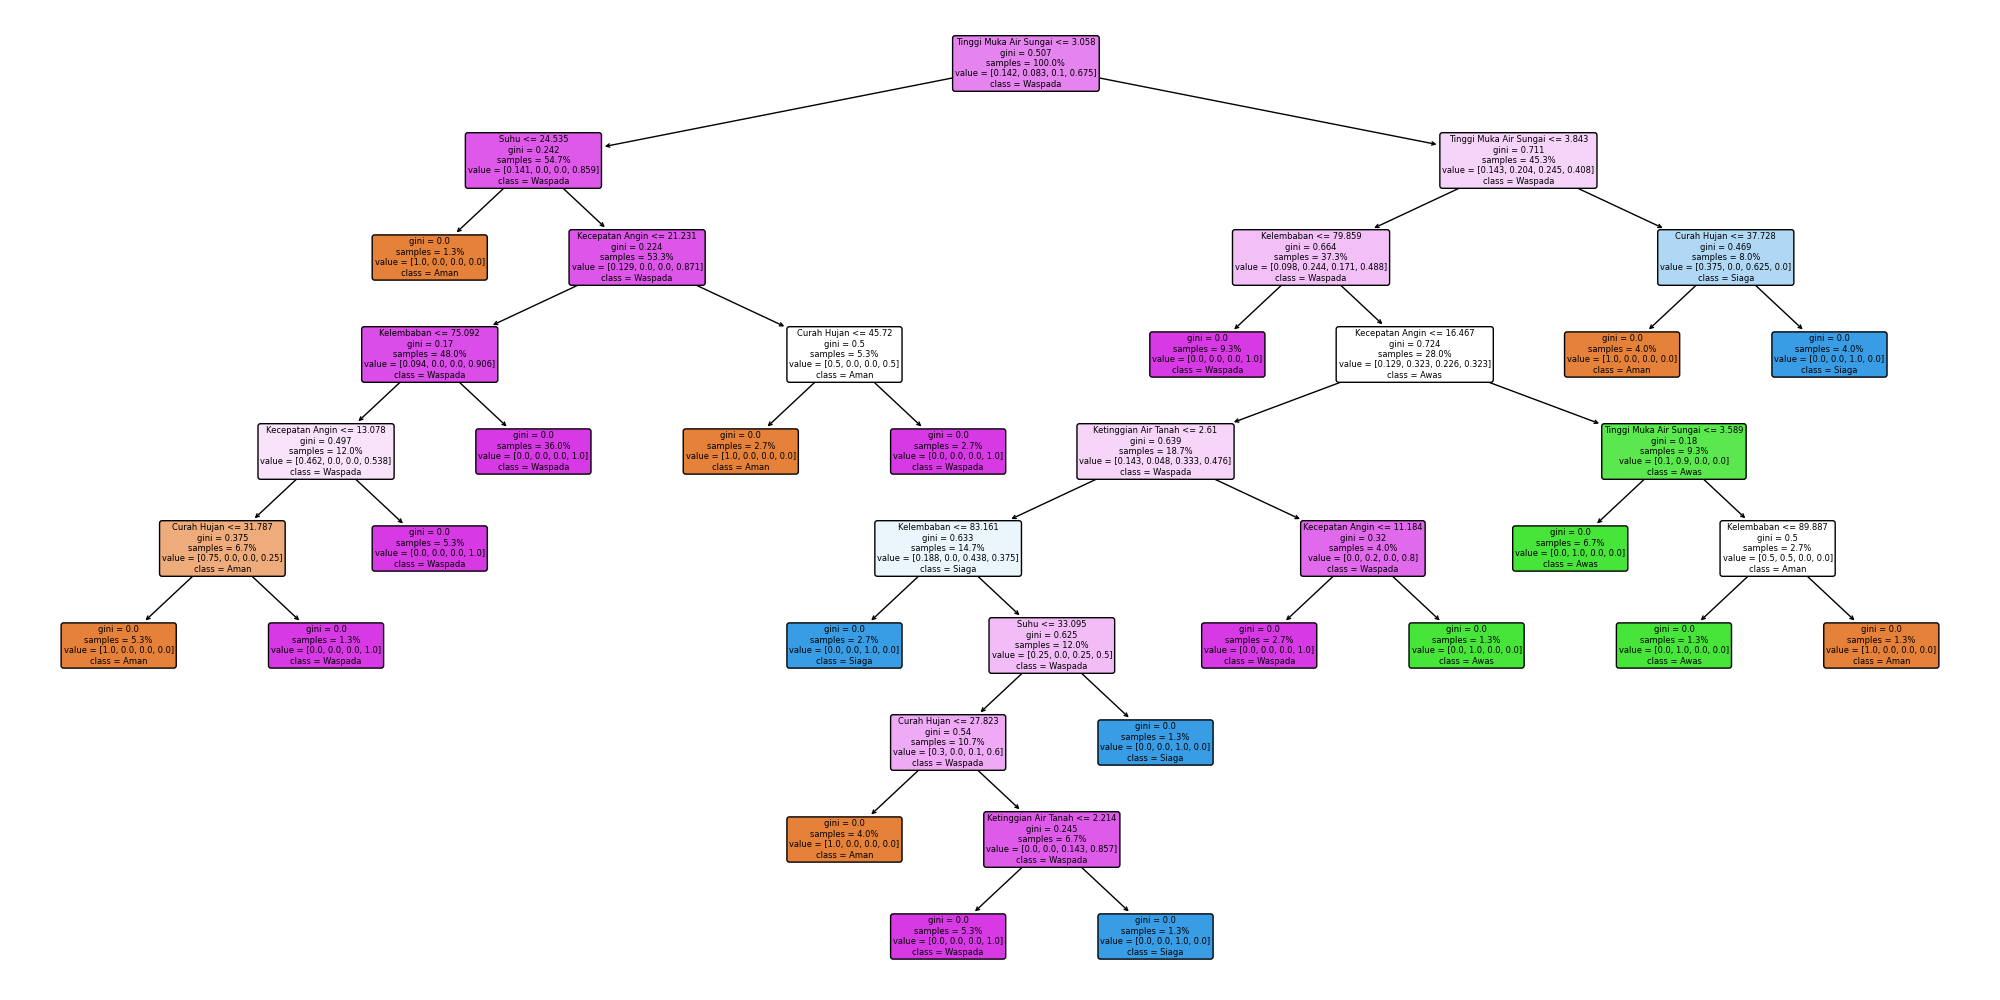 Tinggi Muka Air Sungai <= 3.058
gini = 0.507
samples = 100.0%
value = [0.142, 0.083, 0.1, 0.675]
class = Waspada
Suhu <= 24.535
gini = 0.242
samples = 54.7%
value = [0.141, 0.0, 0.0, 0.859]
class = Waspada
Tinggi Muka Air Sungai <= 3.843
gini = 0.711
samples = 45.3%
value = [0.143, 0.204, 0.245, 0.408]
class = Waspada
gini = 0.0
samples = 1.3%
value = [1.0, 0.0, 0.0, 0.0]
class = Aman
Kecepatan Angin <= 21.231
gini = 0.224
samples = 53.3%
value = [0.129, 0.0, 0.0, 0.871]
class = Waspada
Kelembaban <= 79.859
gini = 0.664
samples = 37.3%
value = [0.098, 0.244, 0.171, 0.488]
class = Waspada
Curah Hujan <= 37.728
gini = 0.469
samples = 8.0%
value = [0.375, 0.0, 0.625, 0.0]
class = Siaga
Kelembaban <= 75.092
gini = 0.17
samples = 48.0%
value = [0.094, 0.0, 0.0, 0.906]
class = Waspada
Curah Hujan <= 45.72
gini = 0.5
samples = 5.3%
value = [0.5, 0.0, 0.0, 0.5]
class = Aman
gini = 0.0
samples = 9.3%
value = [0.0, 0.0, 0.0, 1.0]
class = Waspada
Kecepatan Angin <= 16.467
gini = 0.724
samples = 28.0%
value = [0.129, 0.323, 0.226, 0.323]
class = Awas
gini = 0.0
samples = 4.0%
value = [1.0, 0.0, 0.0, 0.0]
class = Aman
gini = 0.0
samples = 4.0%
value = [0.0, 0.0, 1.0, 0.0]
class = Siaga
Kecepatan Angin <= 13.078
gini = 0.497
samples = 12.0%
value = [0.462, 0.0, 0.0, 0.538]
class = Waspada
gini = 0.0
samples = 36.0%
value = [0.0, 0.0, 0.0, 1.0]
class = Waspada
gini = 0.0
samples = 2.7%
value = [1.0, 0.0, 0.0, 0.0]
class = Aman
gini = 0.0
samples = 2.7%
value = [0.0, 0.0, 0.0, 1.0]
class = Waspada
Ketinggian Air Tanah <= 2.61
gini = 0.639
samples = 18.7%
value = [0.143, 0.048, 0.333, 0.476]
class = Waspada
Tinggi Muka Air Sungai <= 3.589
gini = 0.18
samples = 9.3%
value = [0.1, 0.9, 0.0, 0.0]
class = Awas
Curah Hujan <= 31.787
gini = 0.375
samples = 6.7%
value = [0.75, 0.0, 0.0, 0.25]
class = Aman
gini = 0.0
samples = 5.3%
value = [0.0, 0.0, 0.0, 1.0]
class = Waspada
Kelembaban <= 83.161
gini = 0.633
samples = 14.7%
value = [0.188, 0.0, 0.438, 0.375]
class = Siaga
Kecepatan Angin <= 11.184
gini = 0.32
samples = 4.0%
value = [0.0, 0.2, 0.0, 0.8]
class = Waspada
gini = 0.0
samples = 6.7%
value = [0.0, 1.0, 0.0, 0.0]
class = Awas
Kelembaban <= 89.887
gini = 0.5
samples = 2.7%
value = [0.5, 0.5, 0.0, 0.0]
class = Aman
gini = 0.0
samples = 5.3%
value = [1.0, 0.0, 0.0, 0.0]
class = Aman
gini = 0.0
samples = 1.3%
value = [0.0, 0.0, 0.0, 1.0]
class = Waspada
gini = 0.0
samples = 2.7%
value = [0.0, 0.0, 1.0, 0.0]
class = Siaga
Suhu <= 33.095
gini = 0.625
samples = 12.0%
value = [0.25, 0.0, 0.25, 0.5]
class = Waspada
gini = 0.0
samples = 2.7%
value = [0.0, 0.0, 0.0, 1.0]
class = Waspada
gini = 0.0
samples = 1.3%
value = [0.0, 1.0, 0.0, 0.0]
class = Awas
gini = 0.0
samples = 1.3%
value = [0.0, 1.0, 0.0, 0.0]
class = Awas
gini = 0.0
samples = 1.3%
value = [1.0, 0.0, 0.0, 0.0]
class = Aman
Curah Hujan <= 27.823
gini = 0.54
samples = 10.7%
value = [0.3, 0.0, 0.1, 0.6]
class = Waspada
gini = 0.0
samples = 1.3%
value = [0.0, 0.0, 1.0, 0.0]
class = Siaga
gini = 0.0
samples = 4.0%
value = [1.0, 0.0, 0.0, 0.0]
class = Aman
Ketinggian Air Tanah <= 2.214
gini = 0.245
samples = 6.7%
value = [0.0, 0.0, 0.143, 0.857]
class = Waspada
gini = 0.0
samples = 5.3%
value = [0.0, 0.0, 0.0, 1.0]
class = Waspada
gini = 0.0
samples = 1.3%
value = [0.0, 0.0, 1.0, 0.0]
class = Siaga